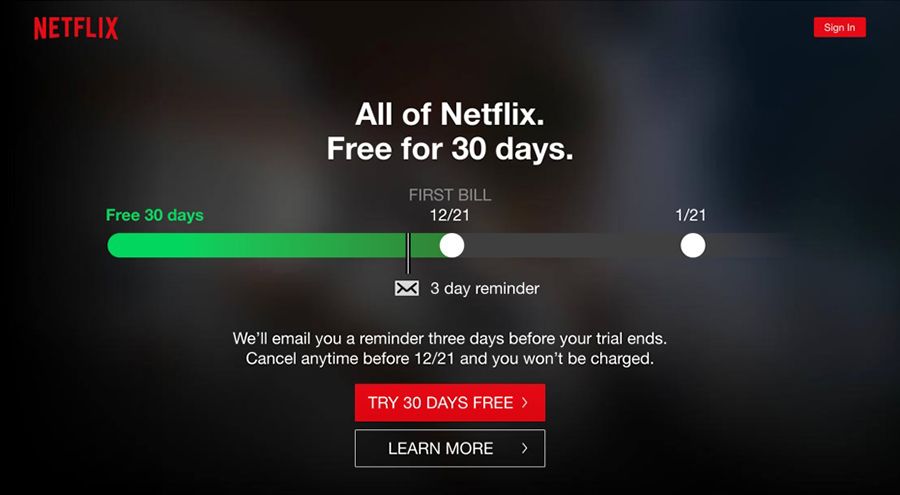 NETFLIX
Sign In
All of Netflix.
Free for 30 days.
FIRST BILL
Free 30 days
12/21
1/21
3 day reminder
We'll email you a reminder three days before your trial ends.
Cancel anytime before 12/21 and you won't be charged.
TRY 30 DAYS FREE
LEARN MORE